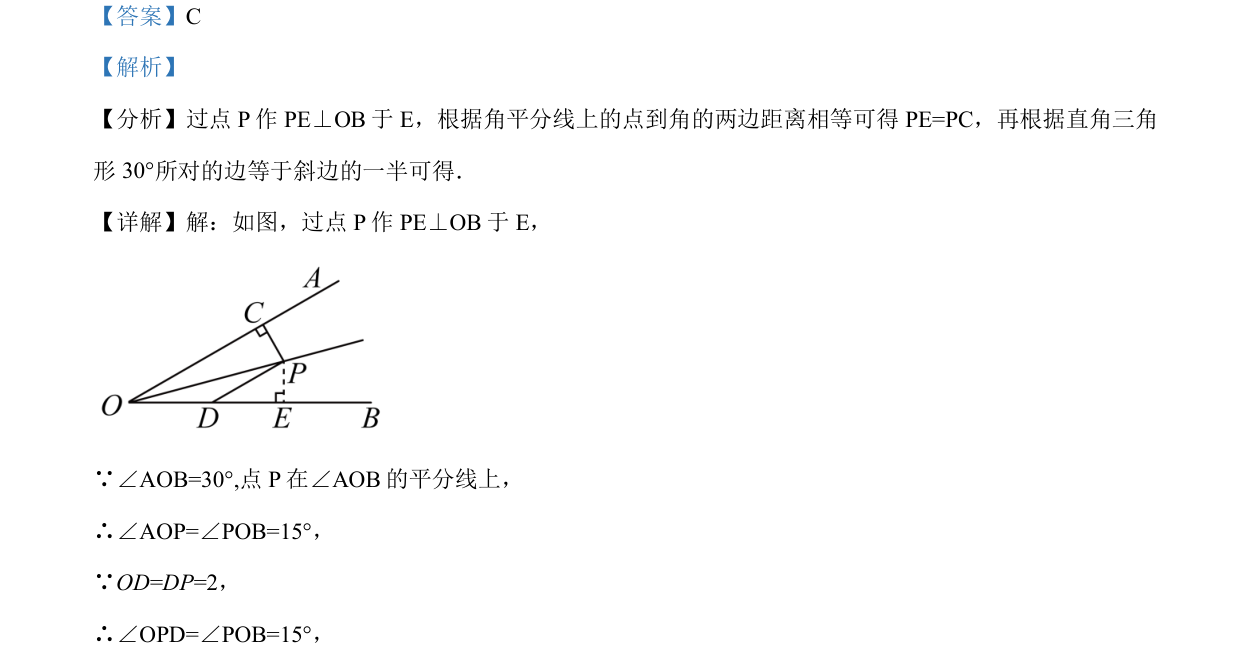 【答案】C
【解析】
【分析】过点 P 作 PE⊥OB 于 E，根据角平分线上的点到角的两边距离相等可得 PE=PC，再根据直角三角
形 30°所对的边等于斜边的一半可得．
【详解】解：如图，过点 P 作 PE⊥OB 于 E，
A
C
P
O
D
E
B
∵∠AOB=30°,点 P 在∠AOB 的平分线上，
∴∠AOP=∠POB=15°，
∵OD=DP=2，
∴∠OPD=∠POB=15°，